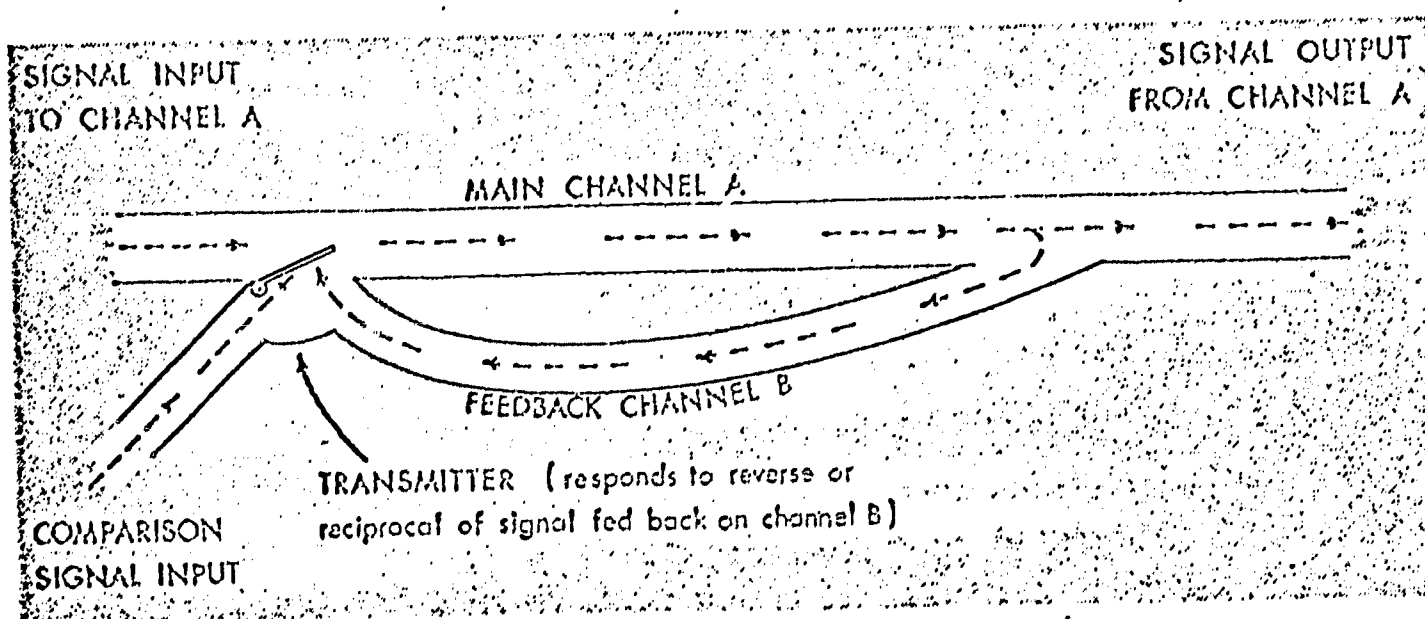 SIGNAL INPUT
TO CHANNEL A
SIGNAL OUTPUT
FROM CHANNEL A
MAIN CHANNEL A
FEEDBACK CHANNEL B
TRANSMITTER (responds to reverse or
reciprocal of signal fed back on channel B)
COMPARISON
SIGNAL INPUT